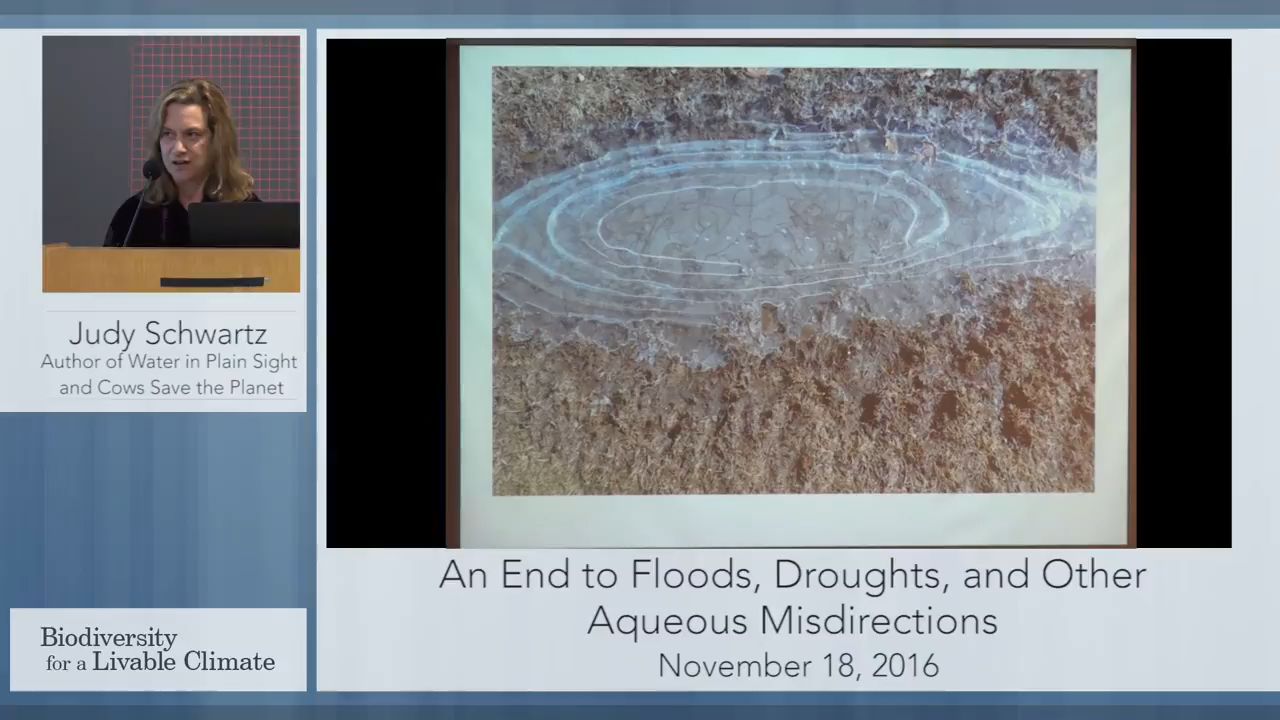 Judy Schwartz
Author of Water in Plain Sight
and Cows Save the Planet
An End to Floods, Droughts, and Other
Aqueous Misdirections
November 18, 2016
Biodiversity
for a Livable Climate